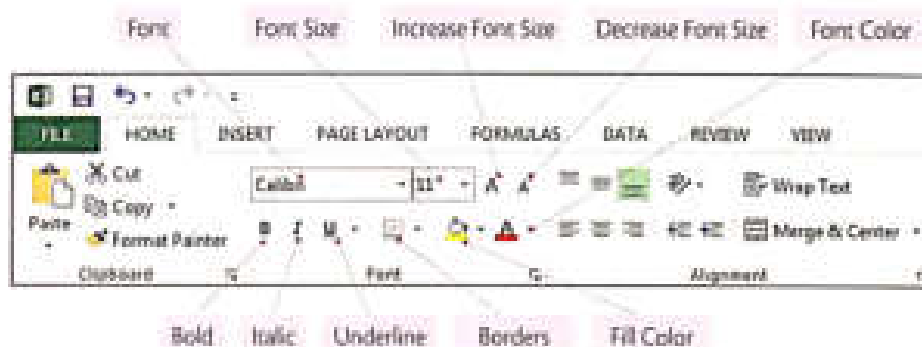 Font Font Size Increase Font Size Decrease Font Size Font Color
FILE HOME INSERT PAGE LAYOUT FORMULAS DATA REVIEW VIEW
Cut
Calibri 11 A A Wrap Text
Copy
Paste
Format Painter
B I U A Merge & Center
Clipboard Font Alignment
Bold Italic Underline Borders Fill Color